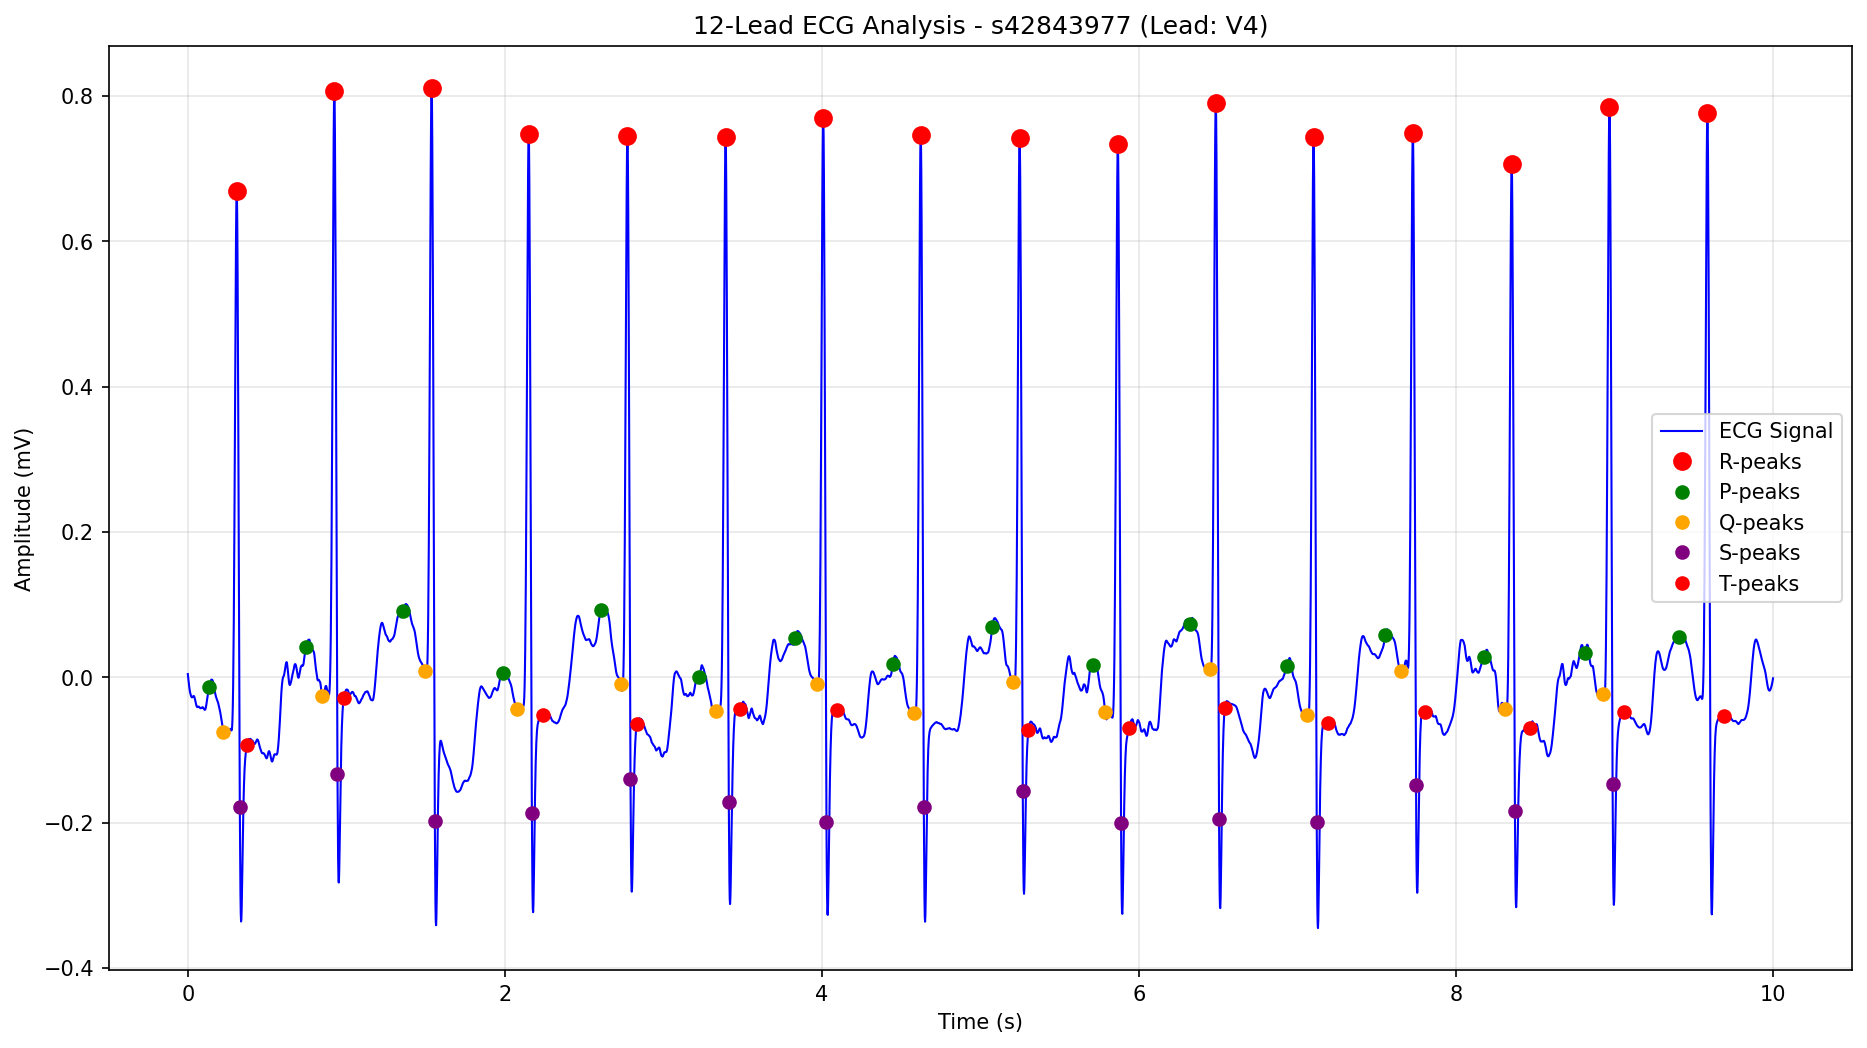 12-Lead ECG Analysis - s42843977 (Lead: V4)
Amplitude (mV)
0.8
0.6
0.4
0.2
0.0
−0.2
−0.4
ECG Signal
R-peaks
P-peaks
Q-peaks
S-peaks
T-peaks
0 2 4 6 8 10
Time (s)